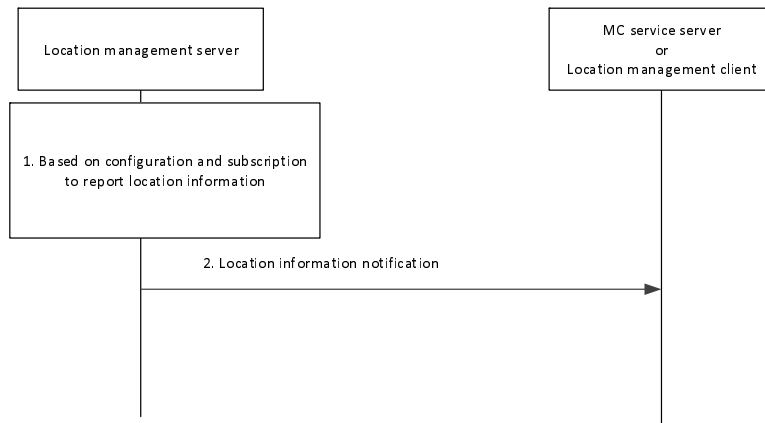 Location management server
MC service server
or
Location management client
1. Based on configuration and subscription
to report location information
2. Location information notification